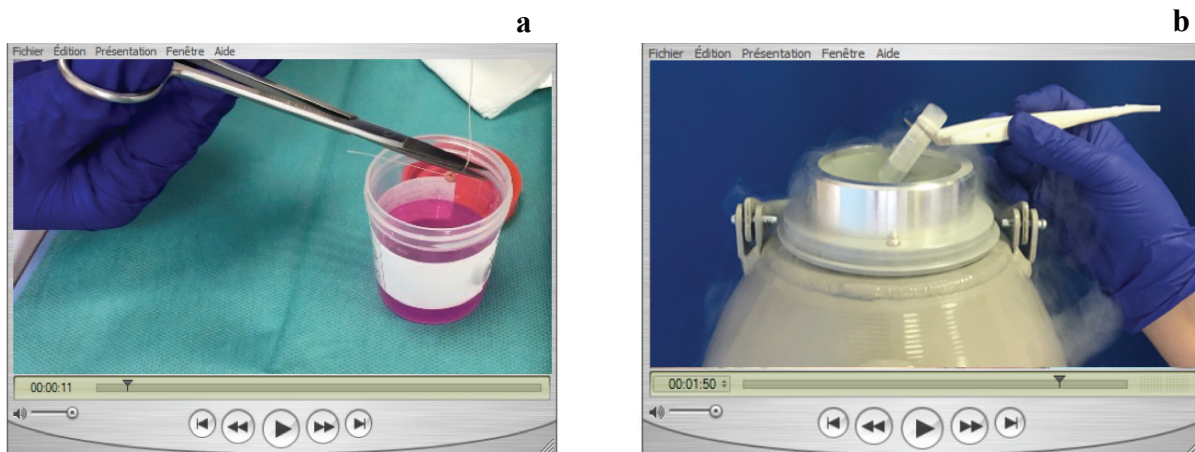 a
Fichier Édition Présentation Fenêtre Aide
00:00:11
b
Fichier Édition Présentation Fenêtre Aide
00:01:50